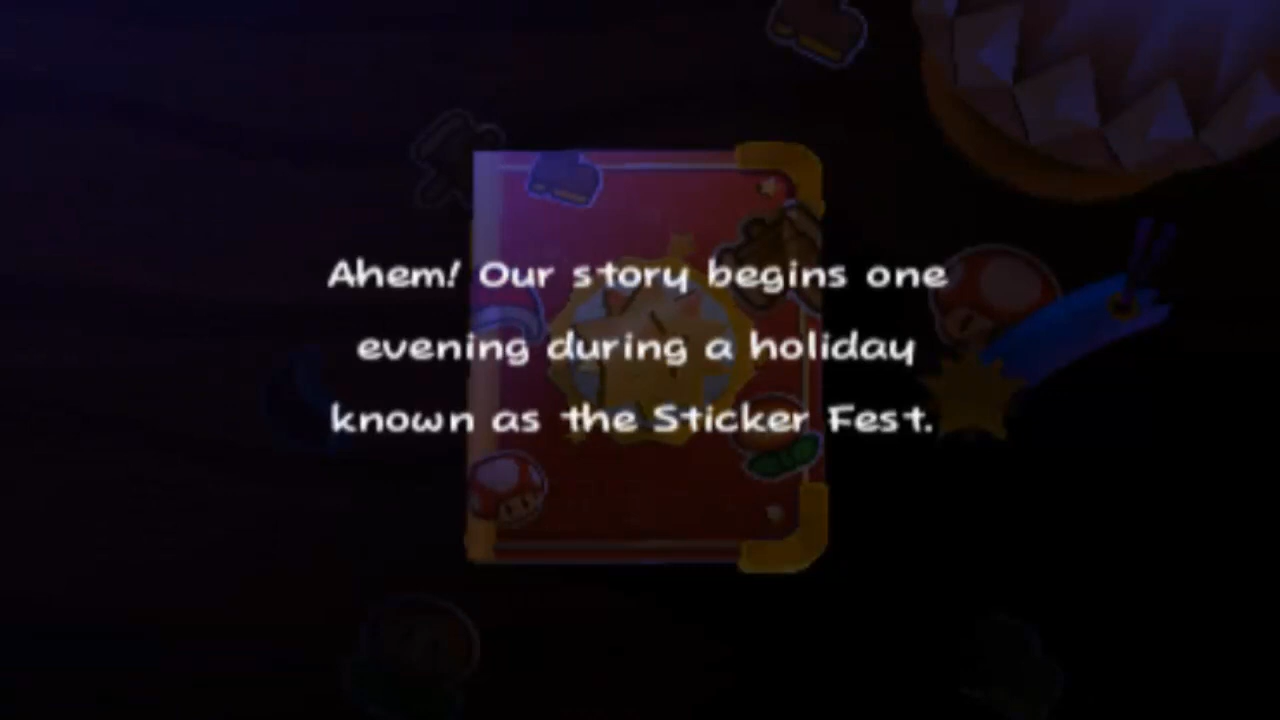 Ahem! Our story begins one
evening during a holiday
known as the Sticker Fest.